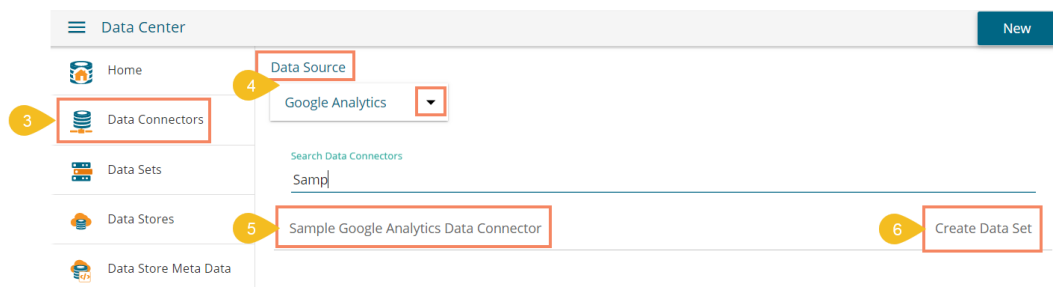 Data Center
New
Home
Data Source
4
Google Analytics
3
Data Connectors
Search Data Connectors
Samp
Data Sets
Data Stores
5
Sample Google Analytics Data Connector
6
Create Data Set
Data Store Meta Data